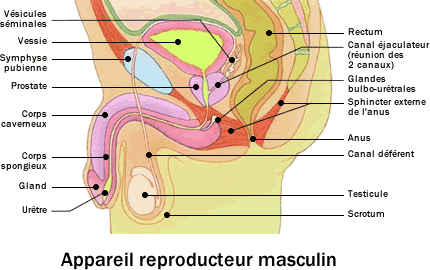 Vésicules
séminales
Vessie
Symphyse
pubienne
Prostate
Corps
caverneux
Corps
spongieux
Gland
Urètre
Rectum
Canal éjaculateur
(réunion des
2 canaux)
Glandes
bulbo-urétrales
Sphincter externe
de l'anus
Anus
Canal déférent
Testicule
Scrotum
Appareil reproducteur masculin